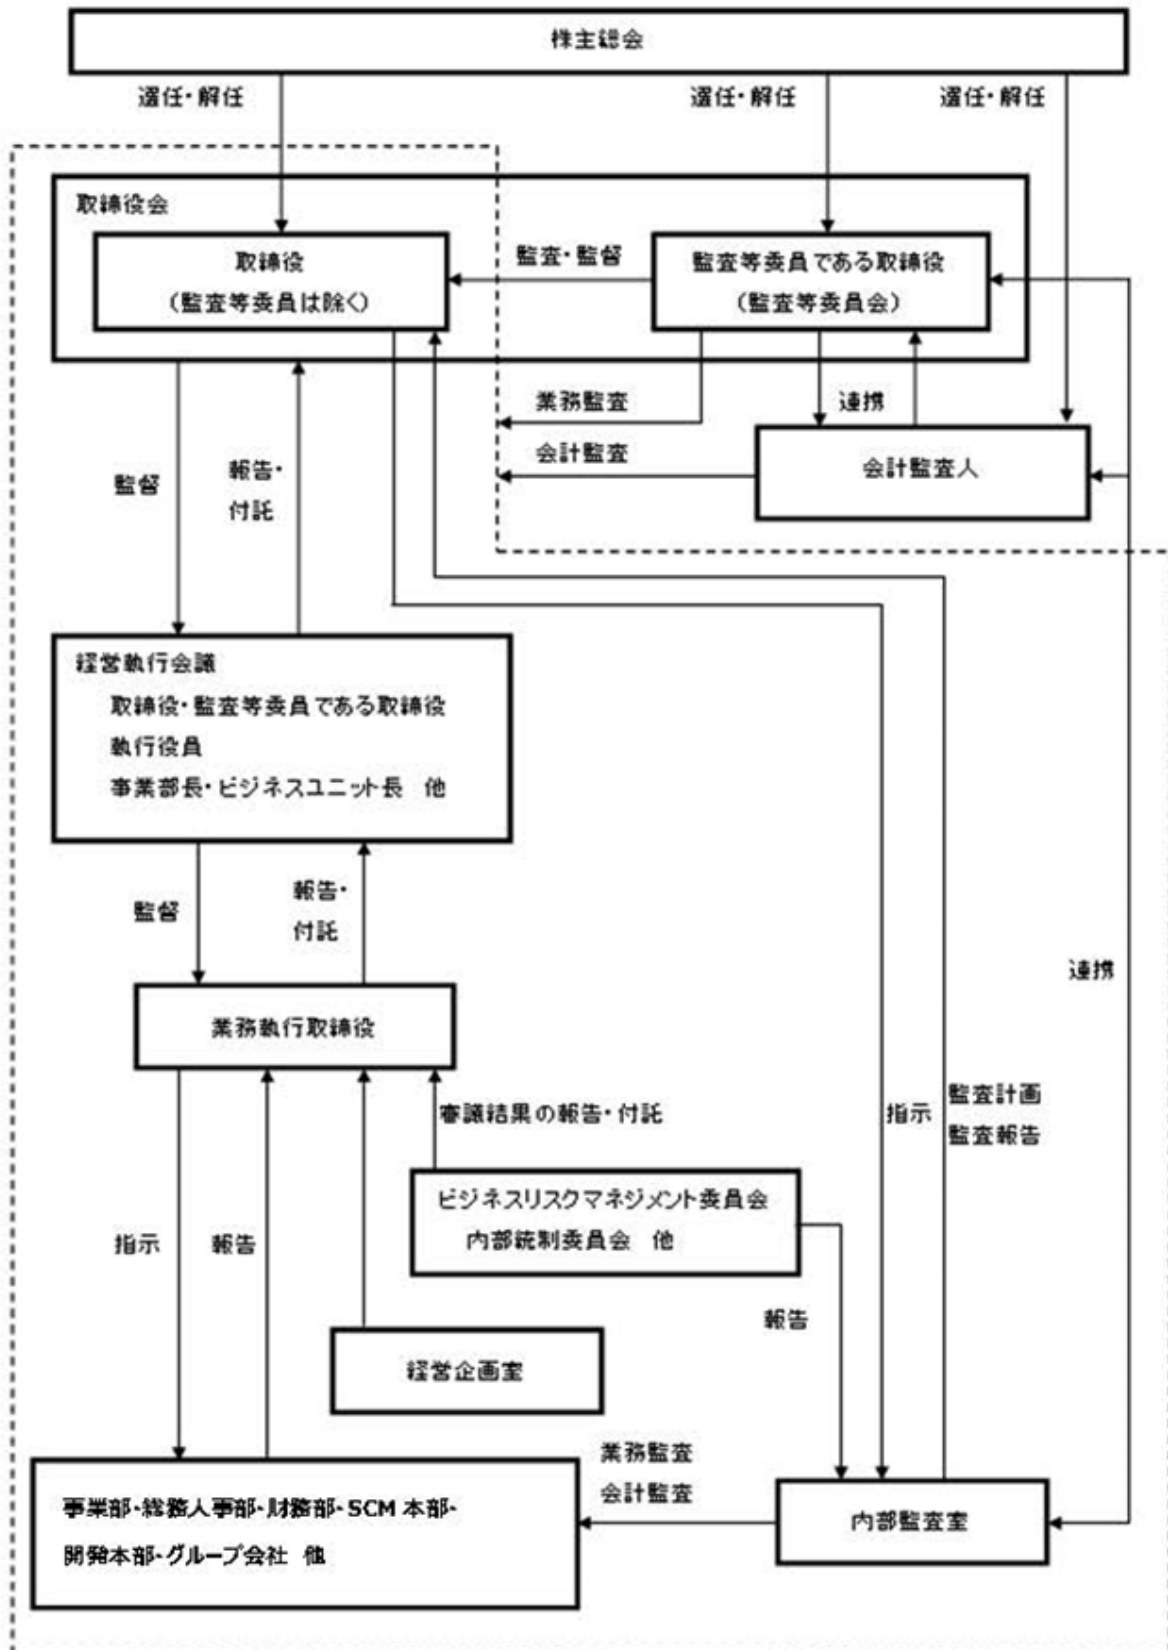 株主総会
選任・解任
選任・解任
選任・解任
取締役会
取締役
（監査等委員は除く）
監査・監督
監査等委員である取締役
（監査等委員会）
業務監査
連携
会計監査
会計監査人
監督
報告・
付託
経営執行会議
取締役・監査等委員である取締役
執行役員
事業部長・ビジネスユニット長　他
監督
報告・
付託
連携
業務執行取締役
審議結果の報告・付託
指示
監査計画
監査報告
ビジネスリスクマネジメント委員会
内部統制委員会　他
指示
報告
報告
経営企画室
業務監査
会計監査
事業部・総務人事部・財務部・SCM 本部・
開発本部・グループ会社　他
内部監査室